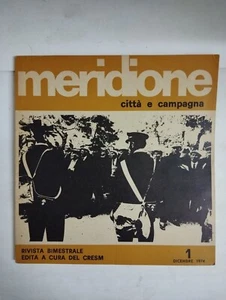 meridione
città e campagna
RIVISTA BIMESTRALE
EDITA A CURA DEL CRESM
1
DICEMBRE